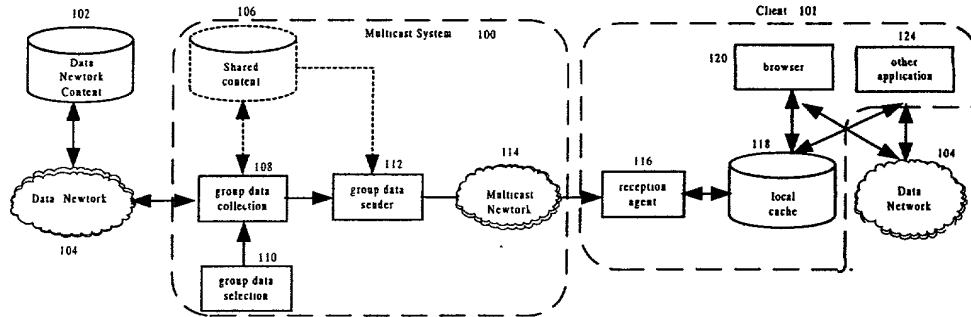 102
Data
Newtork
Content
Data Newtork
104
Multicast System 100
106
Shared
content
108
group data
collection
110
group data
selection
112
group data
sender
114
Multicast
Newtork
Client 101
116
reception
agent
118
local
cache
120
browser
124
other
application
104
Data
Network